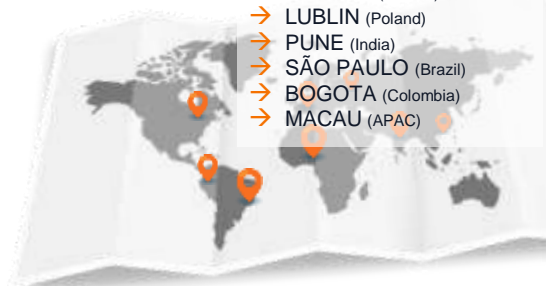 → LUBLIN (Poland)
→ PUNE (India)
→ SÃO PAULO (Brazil)
→ BOGOTA (Colombia)
→ MACAU (APAC)